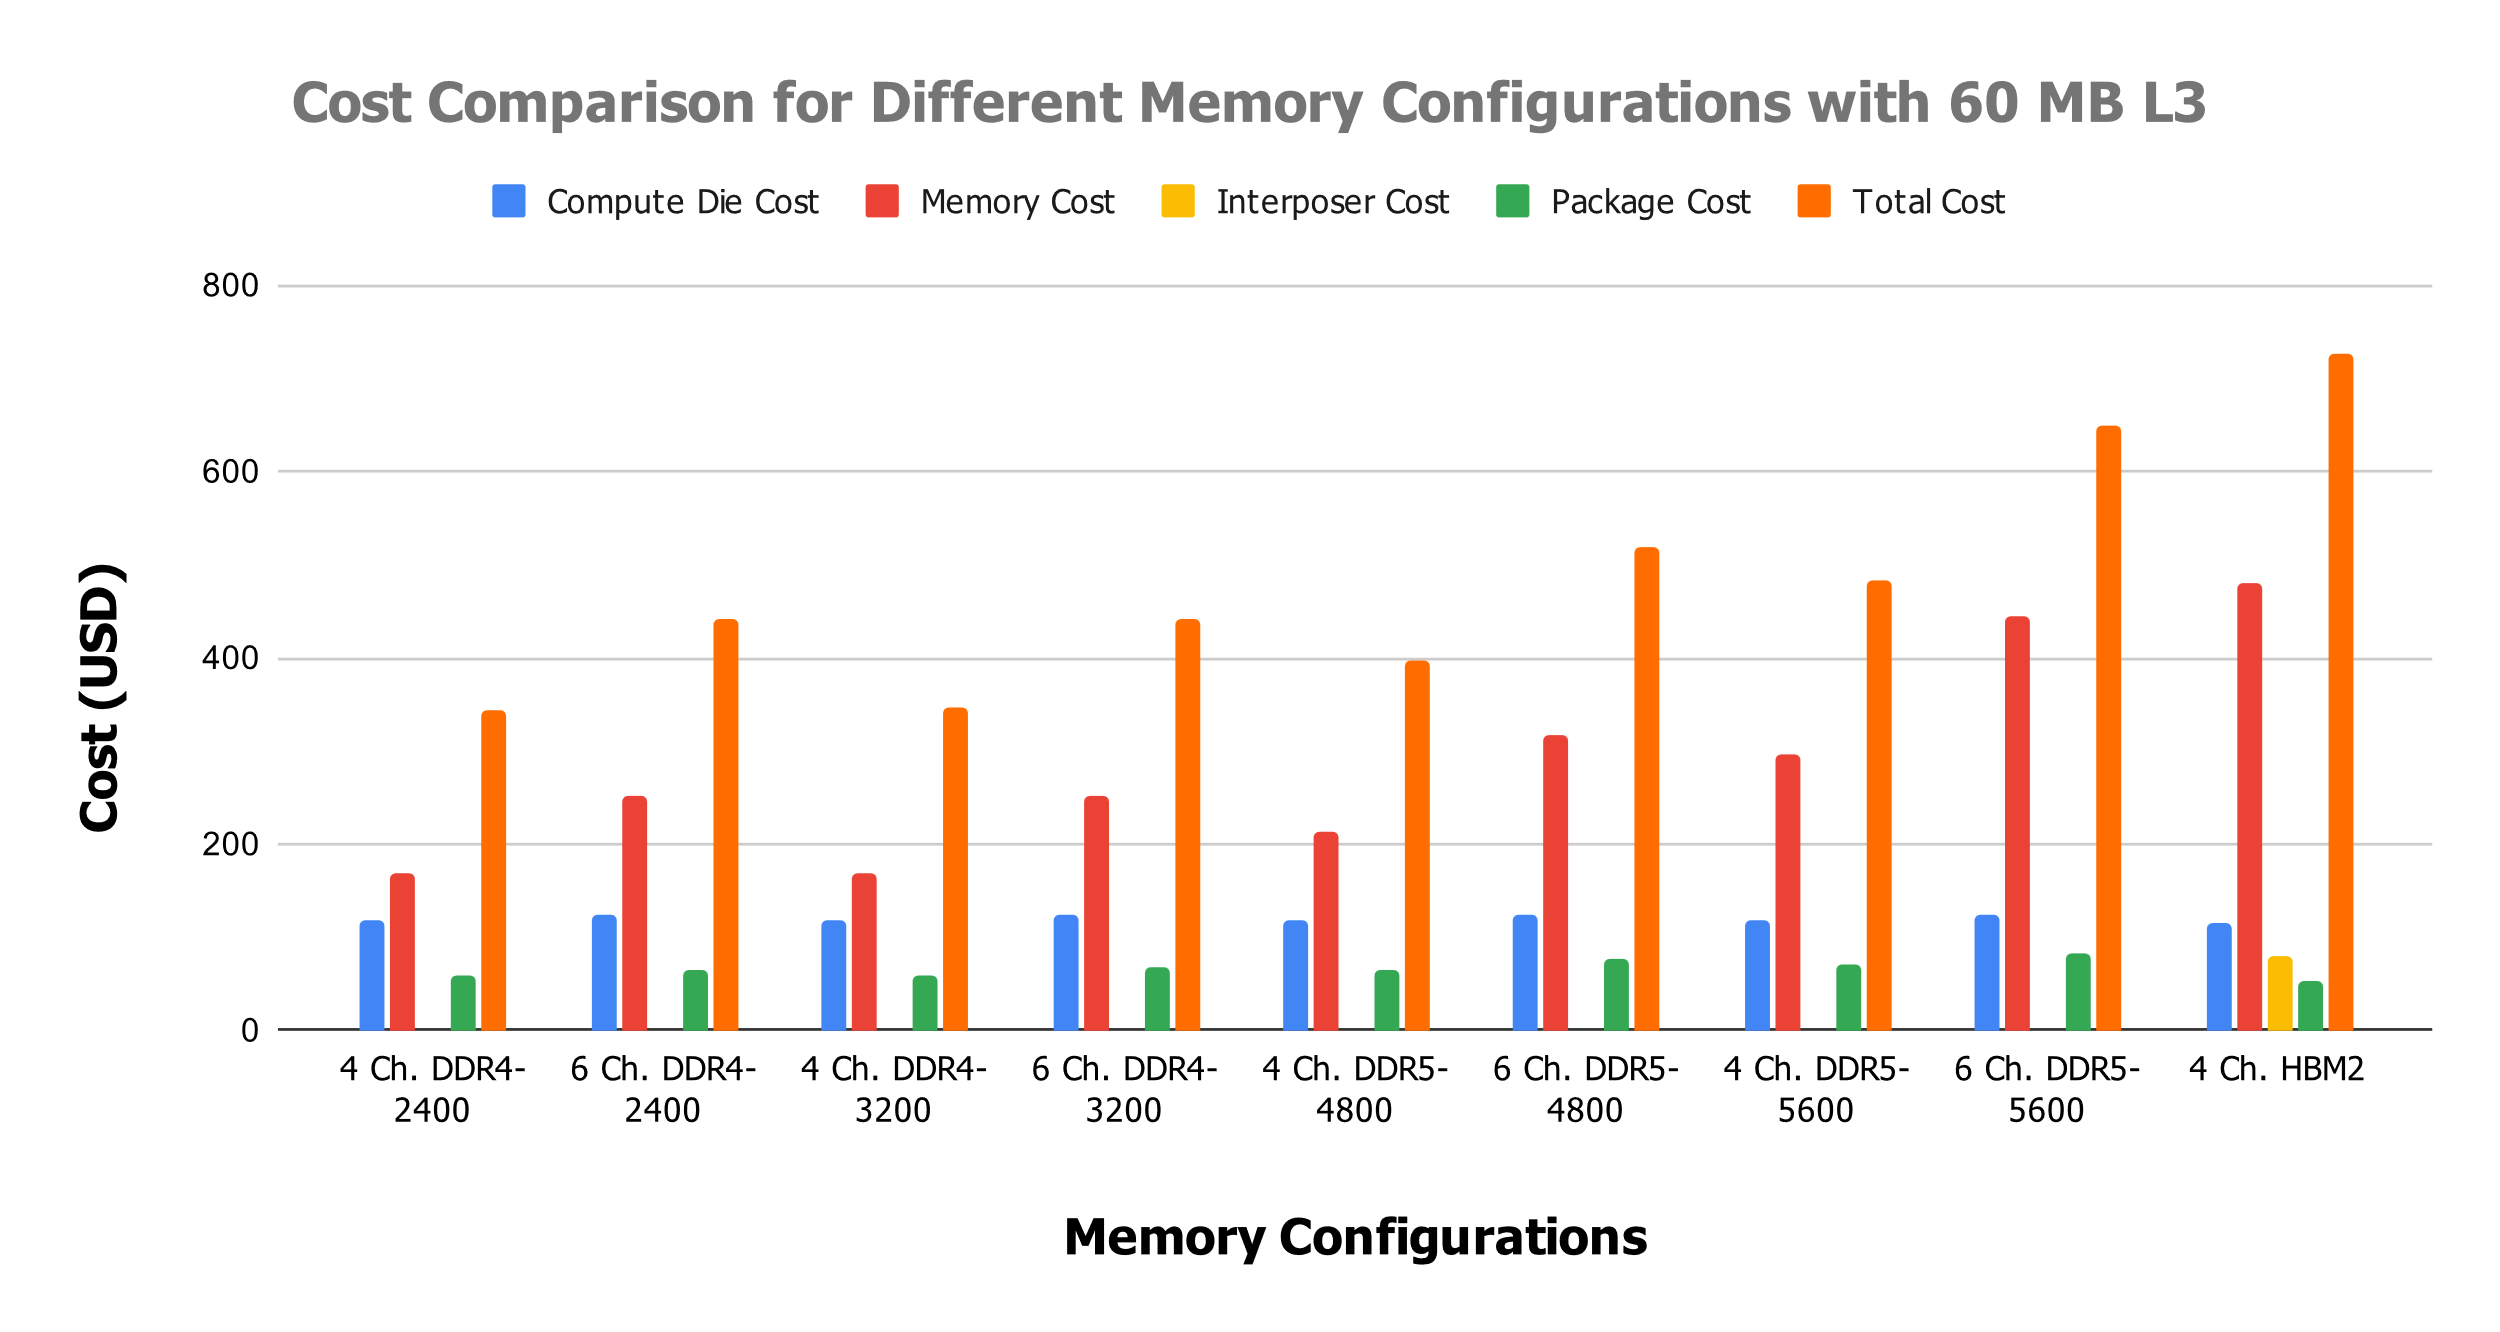 Cost Comparison for Different Memory Configurations with 60 MB L3
Compute Die Cost Memory Cost Interposer Cost Package Cost Total Cost
800
600
400
200
0
Cost (USD)
4 Ch. DDR4-2400
6 Ch. DDR4-2400
4 Ch. DDR4-3200
6 Ch. DDR4-3200
4 Ch. DDR5-4800
6 Ch. DDR5-4800
4 Ch. DDR5-5600
6 Ch. DDR5-5600
4 Ch. HBM2
Memory Configurations